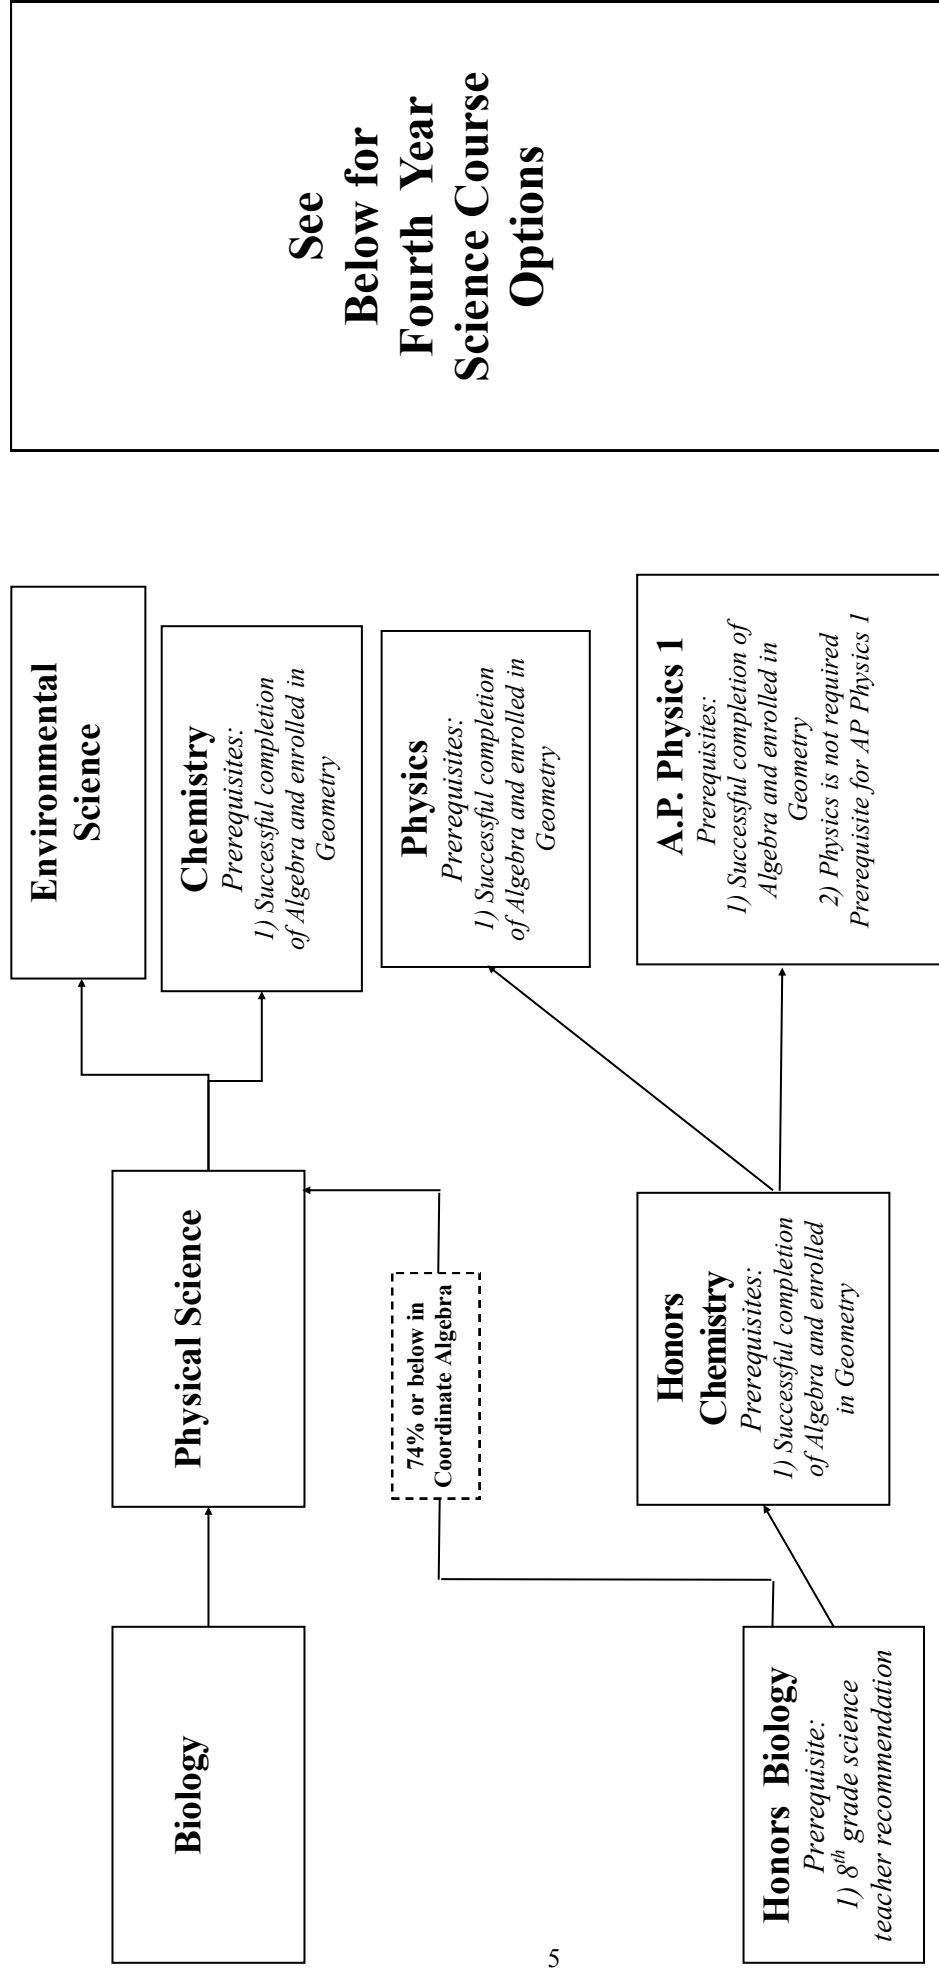 Biology
Physical Science
Environmental
Science
Chemistry
Prerequisites:
1) Successful completion
of Algebra and enrolled in
Geometry
74% or below in
Coordinate Algebra
Physics
Prerequisites:
1) Successful completion
of Algebra and enrolled in
Geometry
Honors Biology
Prerequisite:
1) 8th grade science
teacher recommendation
Honors
Chemistry
Prerequisites:
1) Successful completion
of Algebra and enrolled
in Geometry
A.P. Physics 1
Prerequisites:
1) Successful completion of
Algebra and enrolled in
Geometry
2) Physics is not required
Prerequisite for AP Physics 1
See
Below for
Fourth Year
Science Course
Options
5